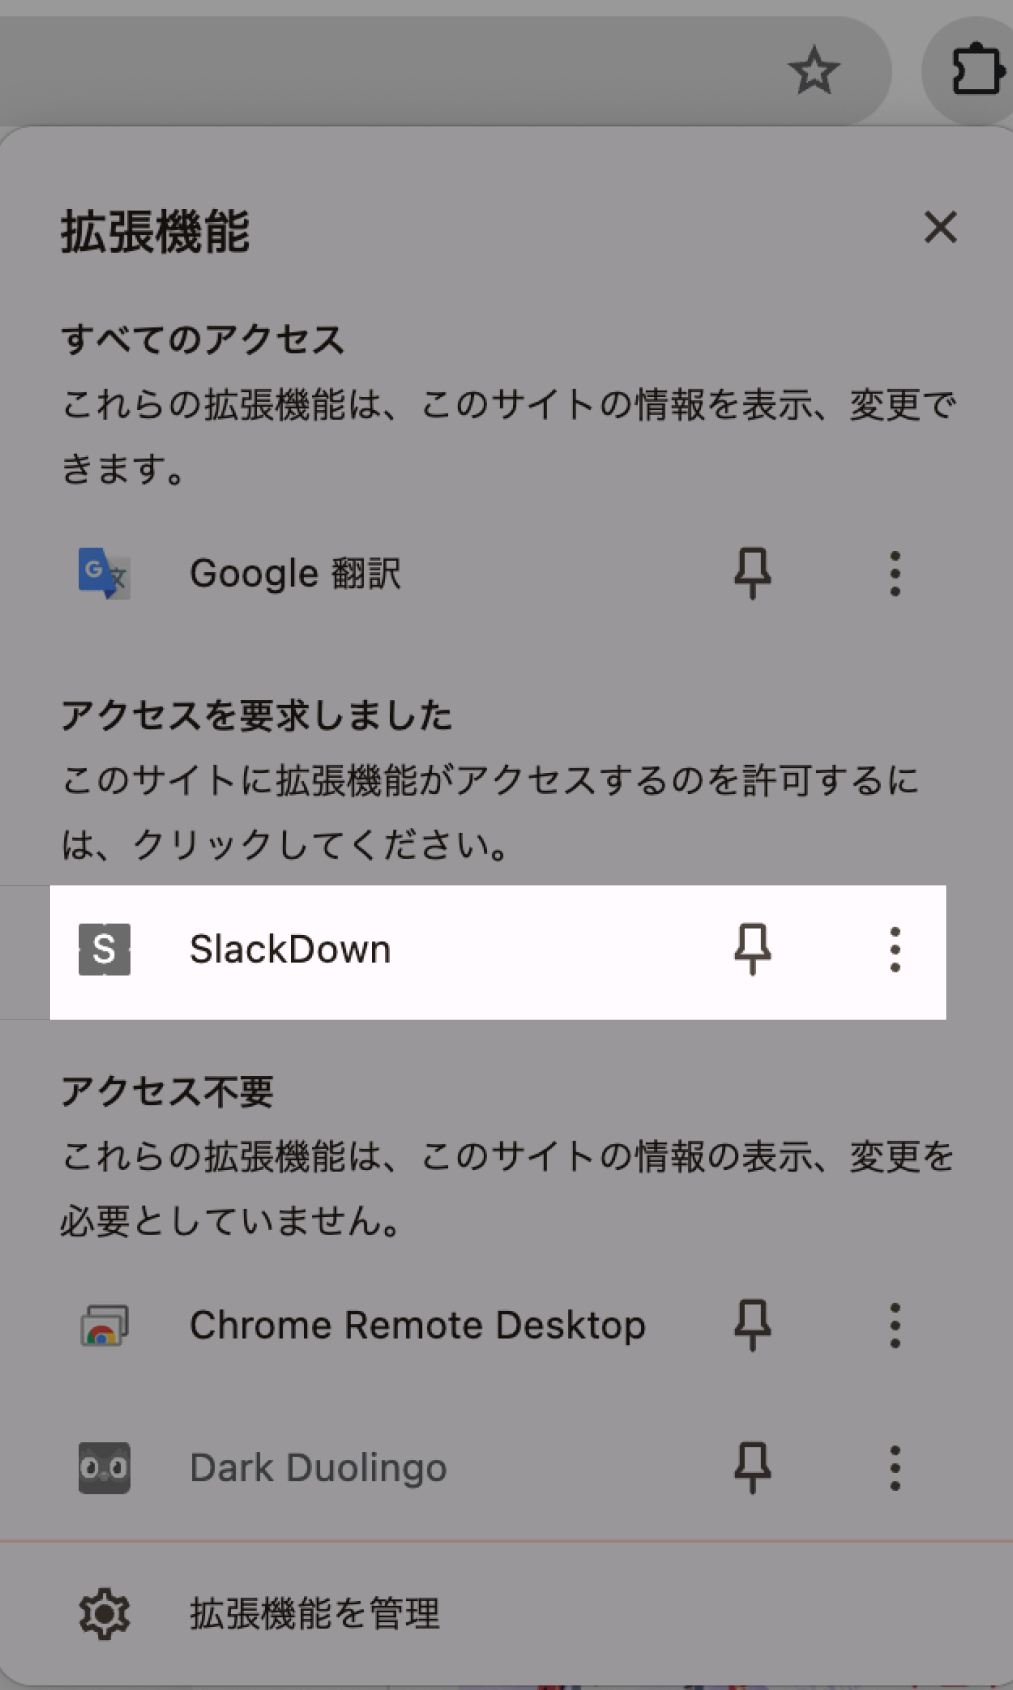 拡張機能
すべてのアクセス
これらの拡張機能は、このサイトの情報を表示、変更で
きます。
Google 翻訳
アクセスを要求しました
このサイトに拡張機能がアクセスするのを許可するに
は、クリックしてください。
S SlackDown
アクセス不要
これらの拡張機能は、このサイトの情報の表示、変更を
必要としていません。
Chrome Remote Desktop
Dark Duolingo
拡張機能を管理